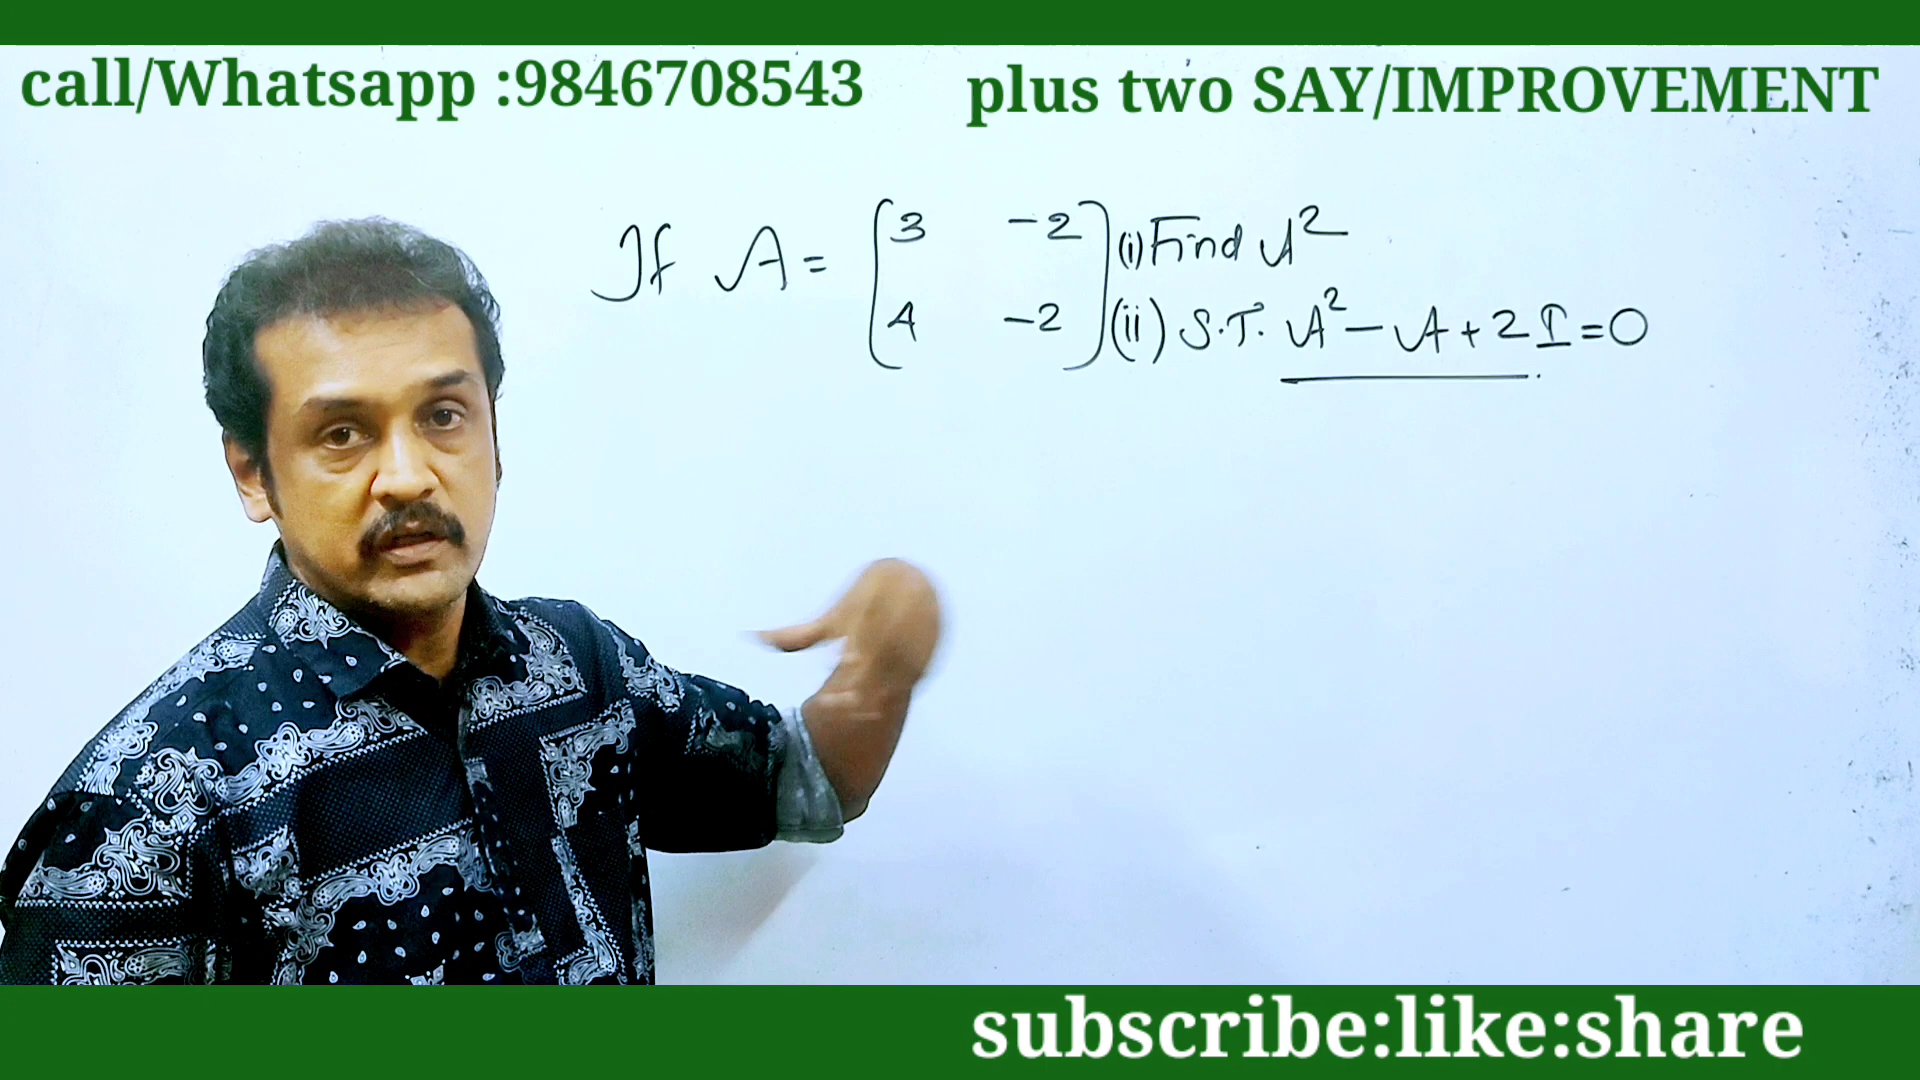 call/Whatsapp :9846708543
plus two SAY/IMPROVEMENT
If A = [3 -2
4 -2]
(i) Find A²
(ii) S.T. A² - A + 2I = 0
subscribe:like:share